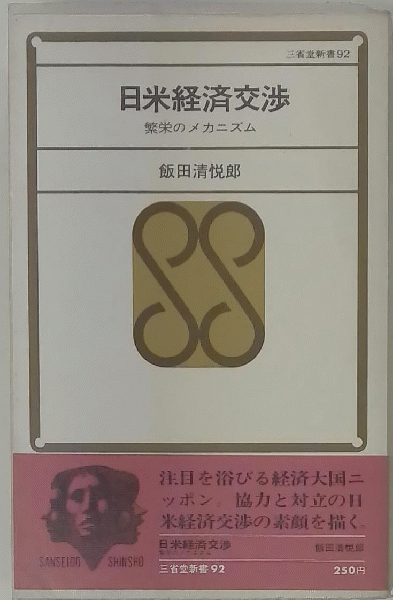 三省堂新書92
日米経済交渉
繁栄のメカニズム
飯田清悦郎
注目を浴びる経済大国ニ
ッポン。協力と対立の日
米経済交渉の素顔を描く。
SANSEIDO SHINSHO
日米経済交渉
飯田清悦郎
三省堂新書92
250円